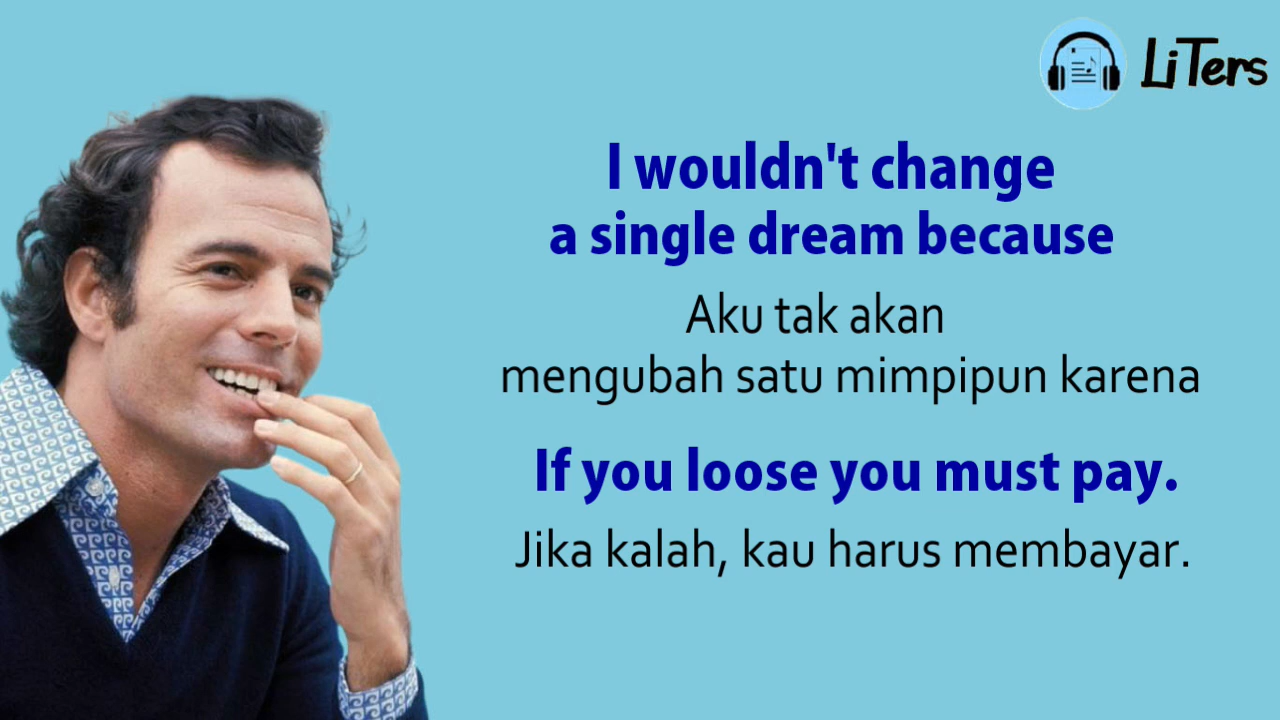 LiTers
I wouldn't change
a single dream because
Aku tak akan
mengubah satu mimpipun karena
If you loose you must pay.
Jika kalah, kau harus membayar.